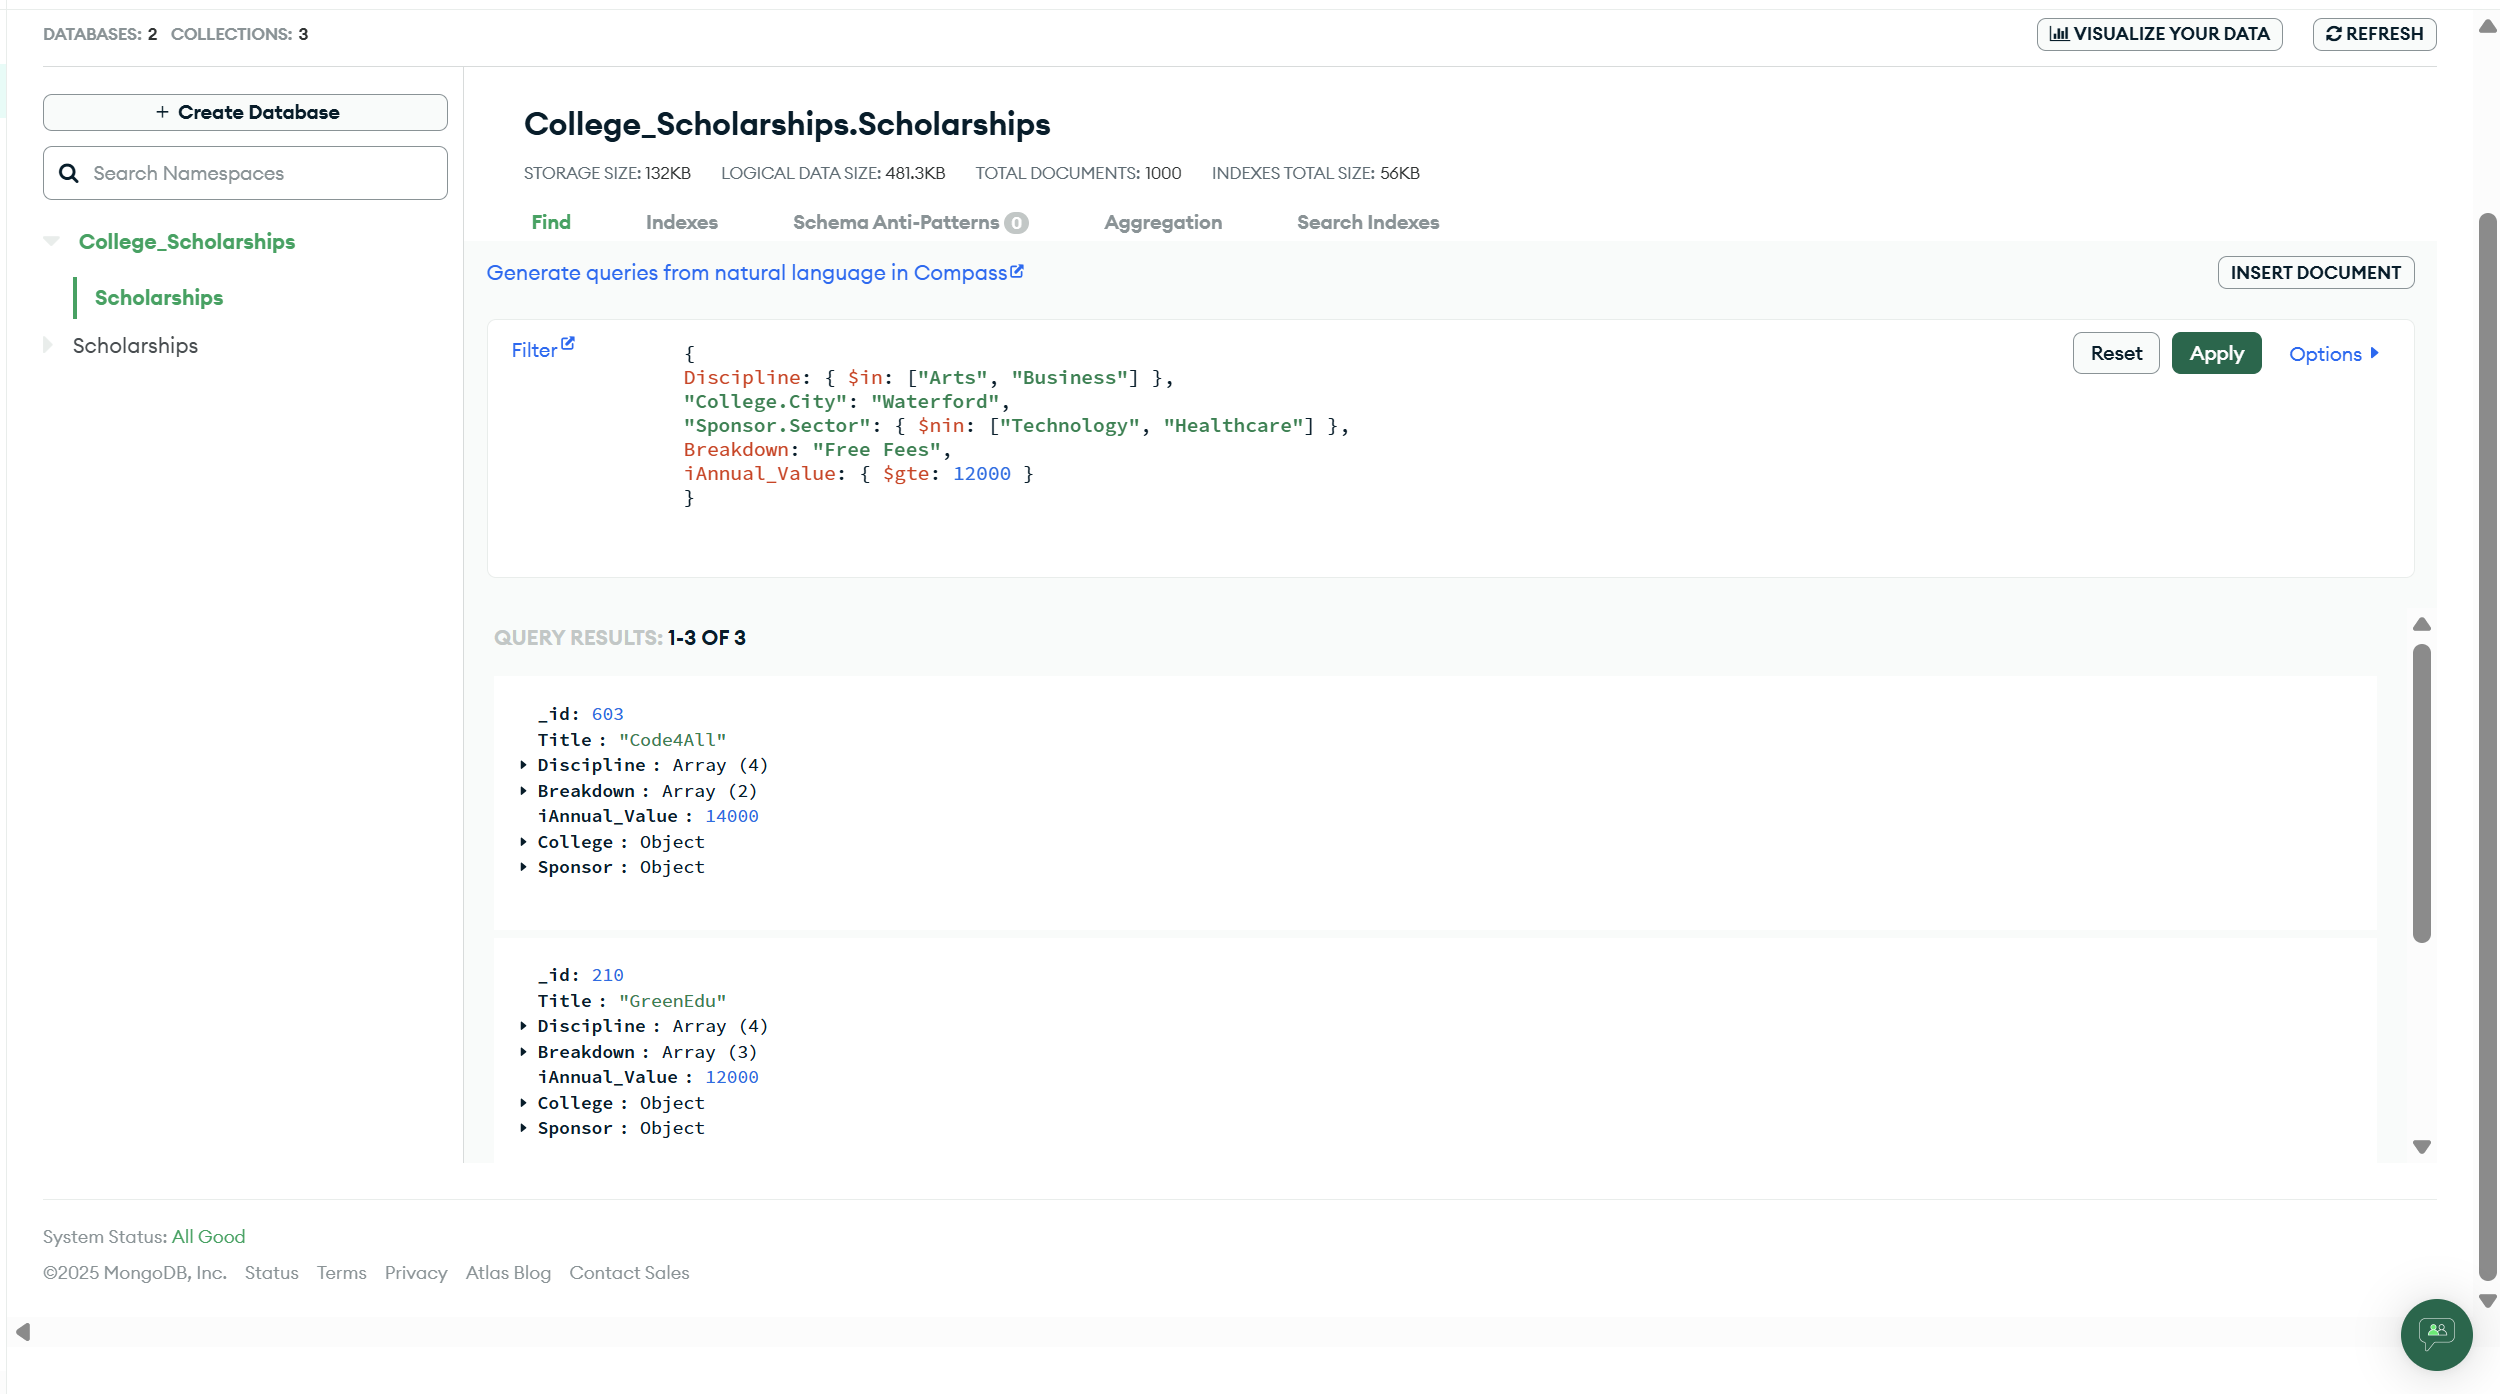 DATABASES: 2 COLLECTIONS: 3
VISUALIZE YOUR DATA
REFRESH
+ Create Database
Search Namespaces
College_Scholarships
Scholarships
Scholarships
College_Scholarships.Scholarships
STORAGE SIZE: 132KB LOGICAL DATA SIZE: 481.3KB TOTAL DOCUMENTS: 1000 INDEXES TOTAL SIZE: 56KB
Find Indexes Schema Anti-Patterns 0 Aggregation Search Indexes
Generate queries from natural language in Compass
INSERT DOCUMENT
Filter
{
Discipline: { $in: ["Arts", "Business"] },
"College.City": "Waterford",
"Sponsor.Sector": { $nin: ["Technology", "Healthcare"] },
Breakdown: "Free Fees",
iAnnual_Value: { $gte: 12000 }
}
Reset Apply Options
QUERY RESULTS: 1-3 OF 3
_id: 603
Title : "Code4All"
Discipline : Array (4)
Breakdown : Array (2)
iAnnual_Value : 14000
College : Object
Sponsor : Object
_id: 210
Title : "GreenEdu"
Discipline : Array (4)
Breakdown : Array (3)
iAnnual_Value : 12000
College : Object
Sponsor : Object
System Status: All Good
©2025 MongoDB, Inc. Status Terms Privacy Atlas Blog Contact Sales